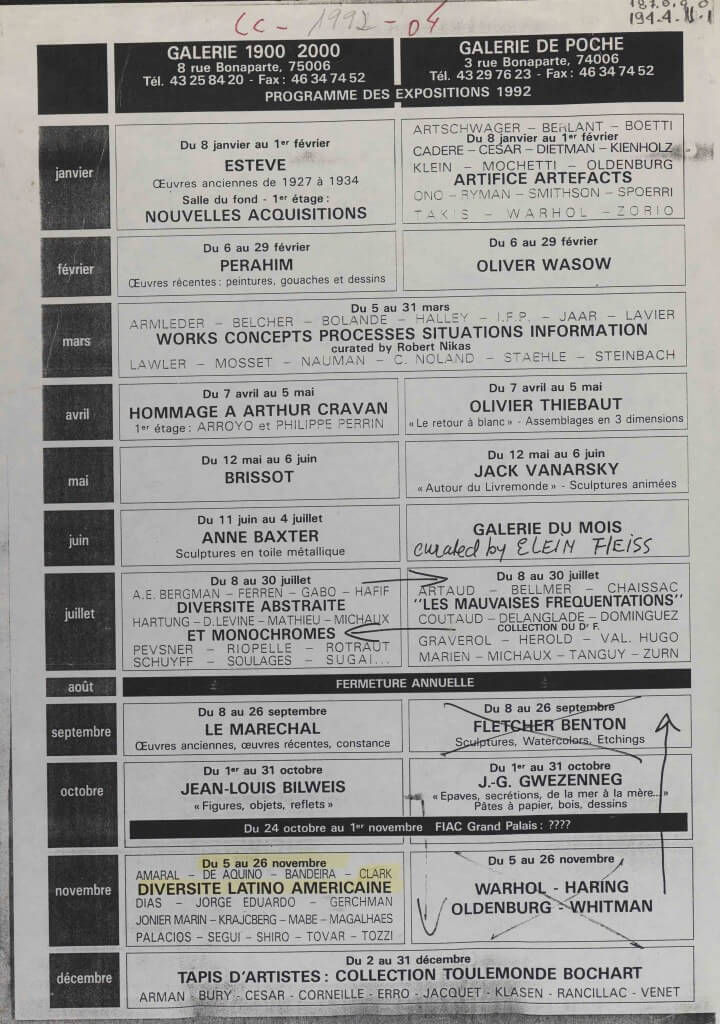 CC - 1992 - 04
GALERIE 1900 2000
8 rue Bonaparte, 75006
Tél. 43 25 84 20 - Fax : 46 34 74 52
GALERIE DE POCHE
3 rue Bonaparte, 74006
Tél. 43 29 76 23 - Fax : 46 34 74 52
PROGRAMME DES EXPOSITIONS 1992
janvier
Du 8 janvier au 1er février
ESTEVE
Œuvres anciennes de 1927 à 1934
Salle du fond - 1er étage :
NOUVELLES ACQUISITIONS
ARTSCHWAGER – BERLANT – BOETTI
Du 8 janvier au 1er février
CADERE – CESAR – DIETMAN – KIENHOLZ
KLEIN – MOCHETTI – OLDENBURG
ARTIFICE ARTEFACTS
ONO – RYMAN – SMITHSON – SPOERRI
TAKIS – WARHOL – ZORIO
février
Du 6 au 29 février
PERAHIM
Œuvres récentes : peintures, gouaches et dessins
Du 6 au 29 février
OLIVER WASOW
mars
Du 5 au 31 mars
ARMLEDER – BELCHER – BOLANDE – HALLEY – I.F.P. – JAAR – LAVIER
WORKS CONCEPTS PROCESSES SITUATIONS INFORMATION
curated by Robert Nikas
LAWLER – MOSSET – NAUMAN – C. NOLAND – STAEHLE – STEINBACH
avril
Du 7 avril au 5 mai
HOMMAGE A ARTHUR CRAVAN
1er étage : ARROYO et PHILIPPE PERRIN
Du 7 avril au 5 mai
OLIVIER THIEBAUT
« Le retour à blanc » - Assemblages en 3 dimensions
mai
Du 12 mai au 6 juin
BRISSOT
Du 12 mai au 6 juin
JACK VANARSKY
« Autour du Livremonde » - Sculptures animées
juin
Du 11 juin au 4 juillet
ANNE BAXTER
Sculptures en toile métallique
GALERIE DU MOIS
curated by ELEIN FLEISS
juillet
Du 8 au 30 juillet
A.E. BERGMAN – FERREN – GABO – HAFIF
DIVERSITE ABSTRAITE
HARTUNG – D. LEVINE – MATHIEU – MICHAUX
ET MONOCHROMES
PEVSNER – RIOPELLE – ROTRAUT
SCHUYFF – SOULAGES – SUGAI...
Du 8 au 30 juillet
ARTAUD – BELLMER – CHAISSAC
"LES MAUVAISES FREQUENTATIONS"
COUTAUD – DELANGLADE – DOMINGUEZ
COLLECTION DU Dr F.
GRAVEROL – HEROLD – VAL. HUGO
MARIEN – MICHAUX – TANGUY – ZURN
août
FERMETURE ANNUELLE
septembre
Du 8 au 26 septembre
LE MARECHAL
Œuvres anciennes, œuvres récentes, constance
Du 8 au 26 septembre
FLETCHER BENTON
Sculptures, Watercolors, Etchings
octobre
Du 1er au 31 octobre
JEAN-LOUIS BILWEIS
« Figures, objets, reflets »
Du 1er au 31 octobre
J.-G. GWEZENNEG
« Epaves, secrétions, de la mer à la mère... »
Pâtes à papier, bois, dessins
Du 24 octobre au 1er novembre FIAC Grand Palais : ????
novembre
Du 5 au 26 novembre
AMARAL – DE AQUINO – BANDEIRA – CLARK
DIVERSITE LATINO AMERICAINE
DIAS – JORGE EDUARDO – GERCHMAN
JONIER MARIN – KRAJCBERG – MABE – MAGALHAES
PALACIOS – SEGUI – SHIRO – TOVAR – TOZZI
Du 5 au 26 novembre
WARHOL - HARING
OLDENBURG - WHITMAN
décembre
Du 2 au 31 décembre
TAPIS D'ARTISTES : COLLECTION TOULEMONDE BOCHART
ARMAN - BURY - CESAR - CORNEILLE - ERRO - JACQUET - KLASEN - RANCILLAC - VENET